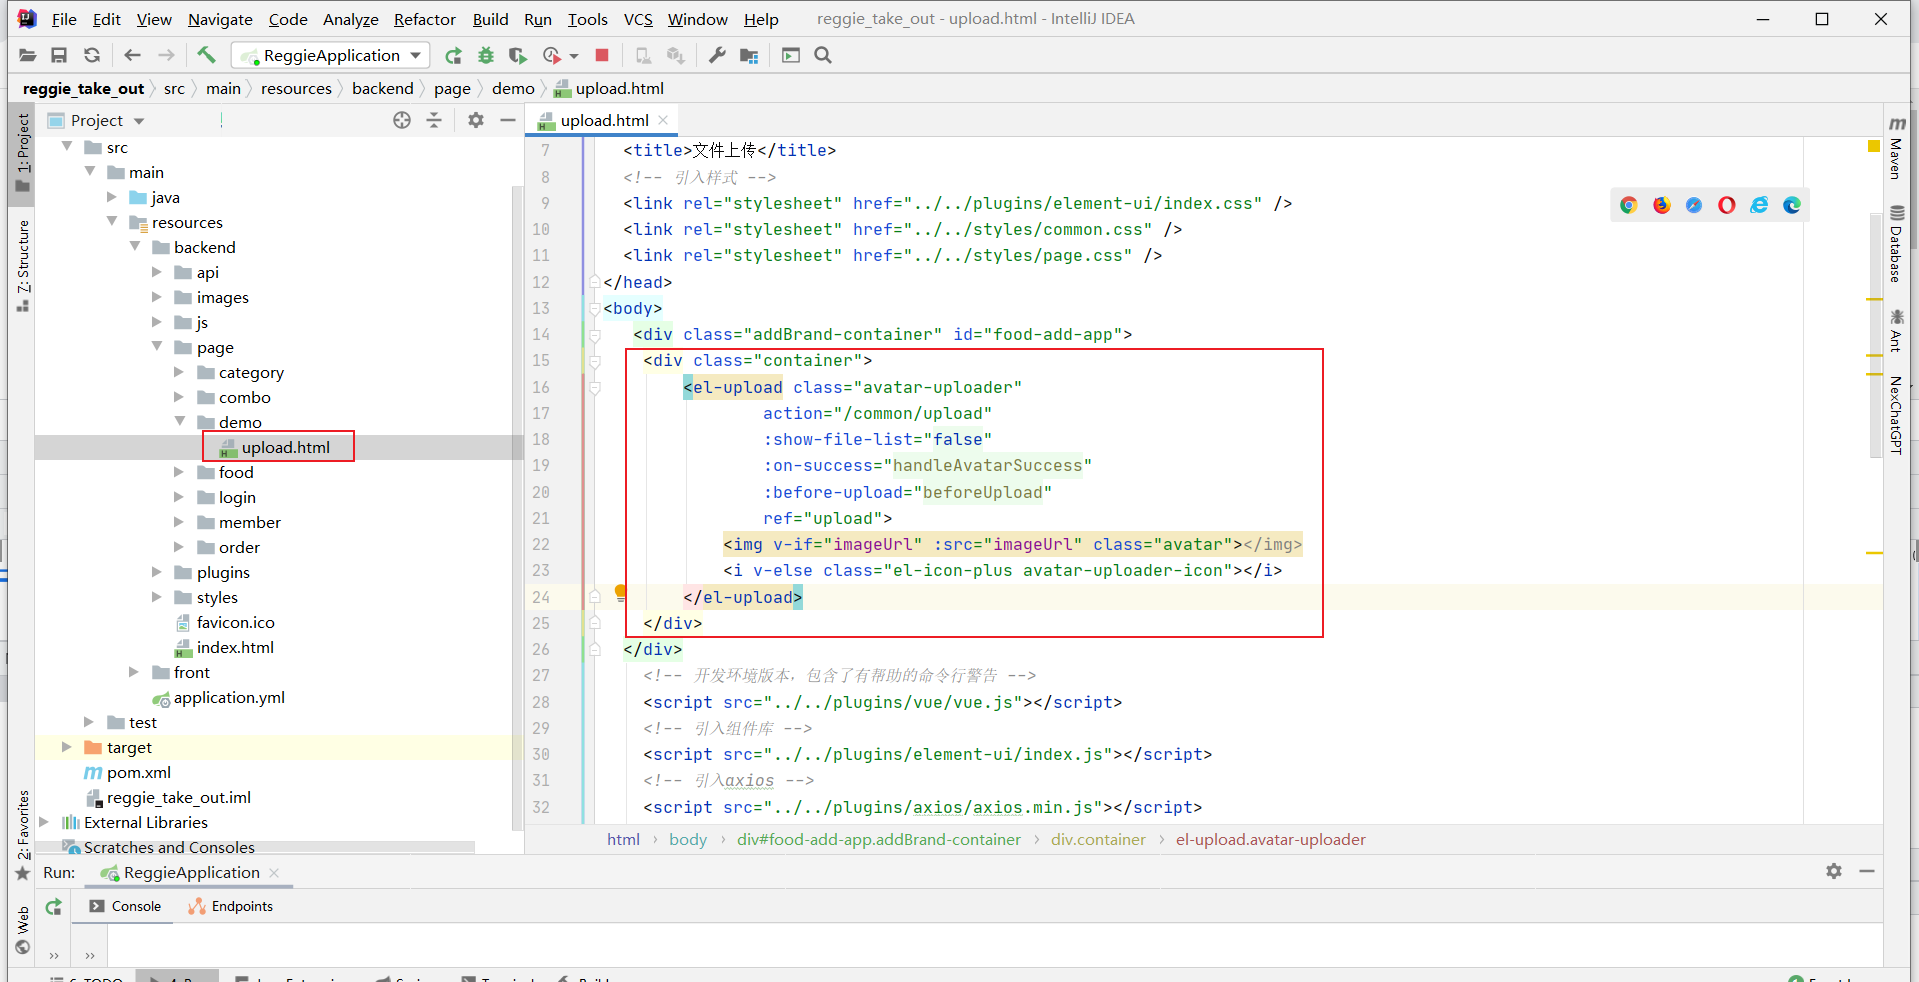 File Edit View Navigate Code Analyze Refactor Build Run Tools VCS Window Help reggie_take_out - upload.html - IntelliJ IDEA
ReggieApplication
reggie_take_out src main resources backend page demo upload.html
1: Project
7: Structure
2: Favorites
Web
Project
src
main
java
resources
backend
api
images
js
page
category
combo
demo
upload.html
food
login
member
order
plugins
styles
favicon.ico
index.html
front
application.yml
test
target
pom.xml
reggie_take_out.iml
External Libraries
Scratches and Consoles
upload.html
7 <title>文件上传</title>
8 <!-- 引入样式 -->
9 <link rel="stylesheet" href="../../plugins/element-ui/index.css" />
10 <link rel="stylesheet" href="../../styles/common.css" />
11 <link rel="stylesheet" href="../../styles/page.css" />
12 </head>
13 <body>
14 <div class="addBrand-container" id="food-add-app">
15 <div class="container">
16 <el-upload class="avatar-uploader"
17 action="/common/upload"
18 :show-file-list="false"
19 :on-success="handleAvatarSuccess"
20 :before-upload="beforeUpload"
21 ref="upload">
22 <img v-if="imageUrl" :src="imageUrl" class="avatar"></img>
23 <i v-else class="el-icon-plus avatar-uploader-icon"></i>
24 </el-upload>
25 </div>
26 </div>
27 <!-- 开发环境版本，包含了有帮助的命令行警告 -->
28 <script src="../../plugins/vue/vue.js"></script>
29 <!-- 引入组件库 -->
30 <script src="../../plugins/element-ui/index.js"></script>
31 <!-- 引入axios -->
32 <script src="../../plugins/axios/axios.min.js"></script>
html › body › div#food-add-app.addBrand-container › div.container › el-upload.avatar-uploader
Maven
Database
Ant
NexChatGPT
Run: ReggieApplication
Console Endpoints